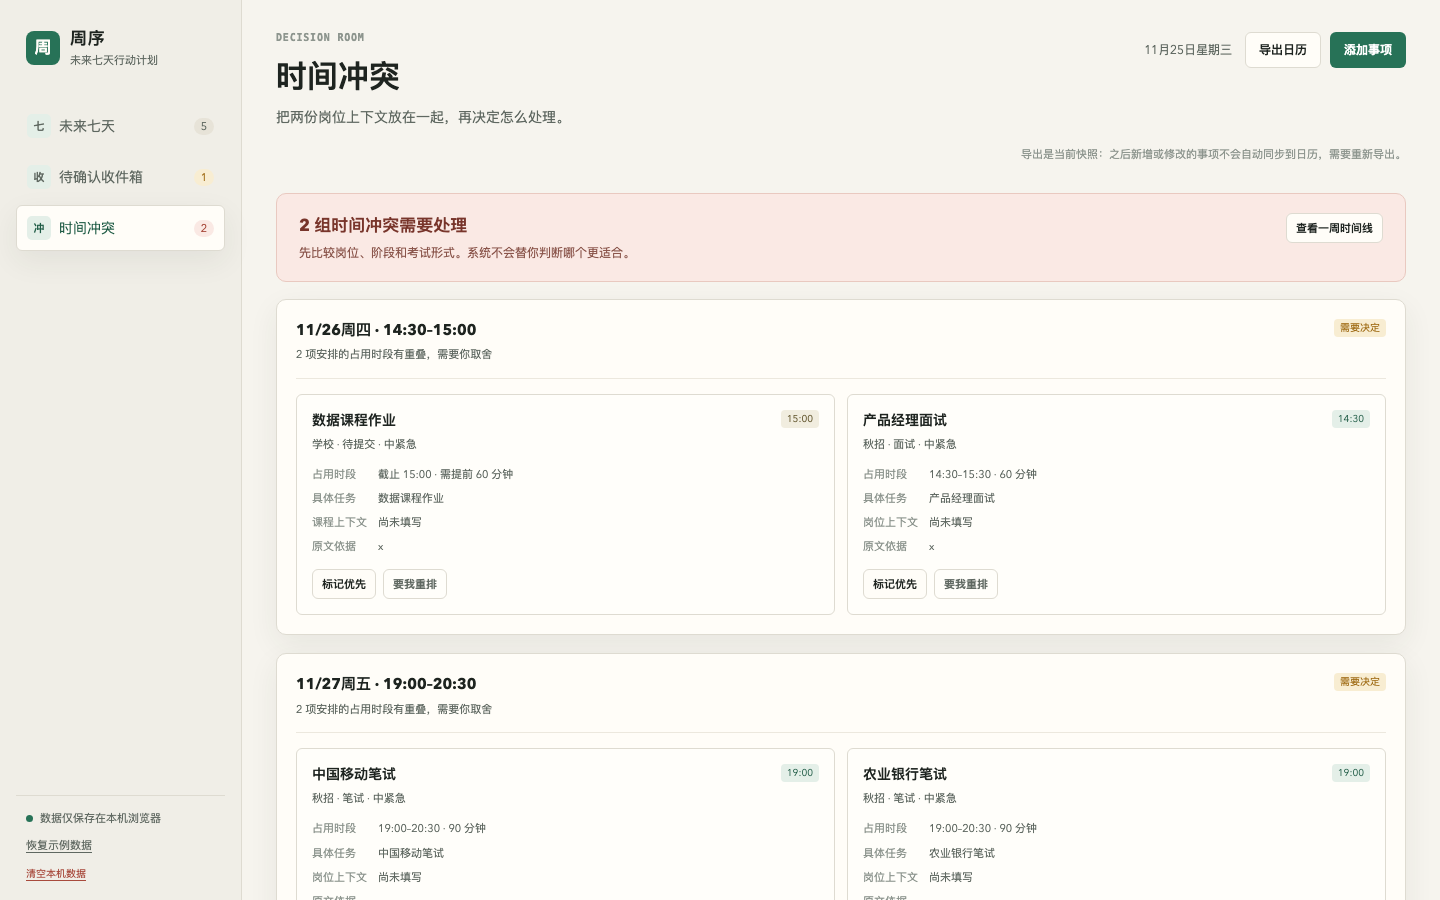 周
周序
未来七天行动计划
七 未来七天 5
收 待确认收件箱 1
冲 时间冲突 2
数据仅保存在本机浏览器
恢复示例数据
清空本机数据
DECISION ROOM
时间冲突
把两份岗位上下文放在一起，再决定怎么处理。
11月25日星期三
导出日历
添加事项
导出是当前快照：之后新增或修改的事项不会自动同步到日历，需要重新导出。
2 组时间冲突需要处理
先比较岗位、阶段和考试形式。系统不会替你判断哪个更适合。
查看一周时间线
11/26周四 · 14:30-15:00
需要决定
2 项安排的占用时段有重叠，需要你取舍
数据课程作业
15:00
学校 · 待提交 · 中紧急
占用时段 截止 15:00 · 需提前 60 分钟
具体任务 数据课程作业
课程上下文 尚未填写
原文依据 x
标记优先 要我重排
产品经理面试
14:30
秋招 · 面试 · 中紧急
占用时段 14:30-15:30 · 60 分钟
具体任务 产品经理面试
岗位上下文 尚未填写
原文依据 x
标记优先 要我重排
11/27周五 · 19:00-20:30
需要决定
2 项安排的占用时段有重叠，需要你取舍
中国移动笔试
19:00
秋招 · 笔试 · 中紧急
占用时段 19:00-20:30 · 90 分钟
具体任务 中国移动笔试
岗位上下文 尚未填写
农业银行笔试
19:00
秋招 · 笔试 · 中紧急
占用时段 19:00-20:30 · 90 分钟
具体任务 农业银行笔试
岗位上下文 尚未填写